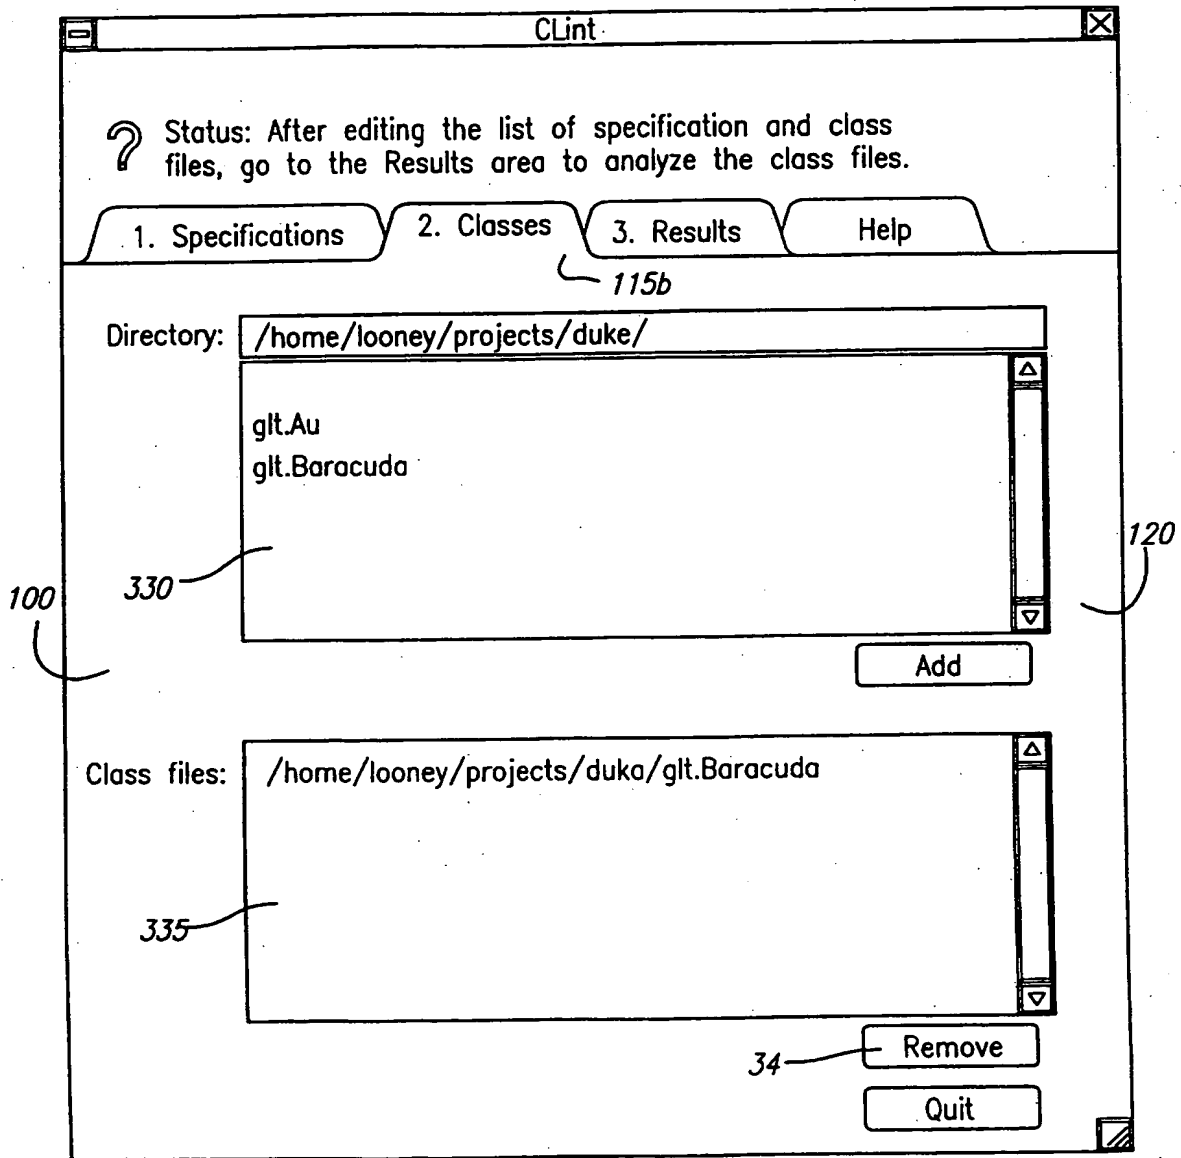 CLint
Status: After editing the list of specification and class
files, go to the Results area to analyze the class files.
1. Specifications
2. Classes
3. Results
Help
115b
Directory:
/home/looney/projects/duke/
glt.Au
glt.Baracuda
330
100
120
Add
Class files:
/home/looney/projects/duka/glt.Baracuda
335
34
Remove
Quit